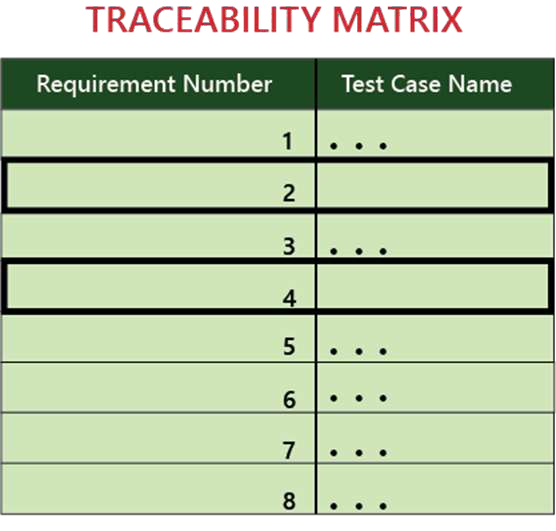 TRACEABILITY MATRIX
Requirement Number Test Case Name
1 . . .
2
3 . . .
4
5 . . .
6 . . .
7 . . .
8 . . .